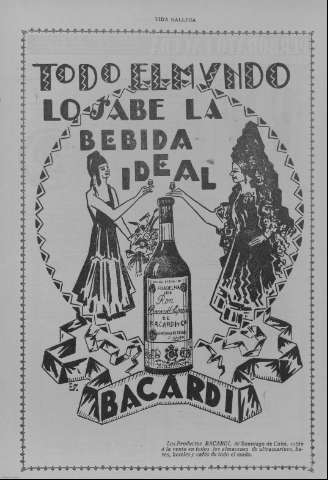 VIDA GALLEGA
TODO EL MVNDO
LO SABE LA
BEBIDA
IDEAL
Ron
BACARDI
Los Productos BACARDI, de Santiago de Cuba, están
a la venta en todos los almacenes de ultramarinos, ba-
res, hoteles y cafés de todo el mundo.